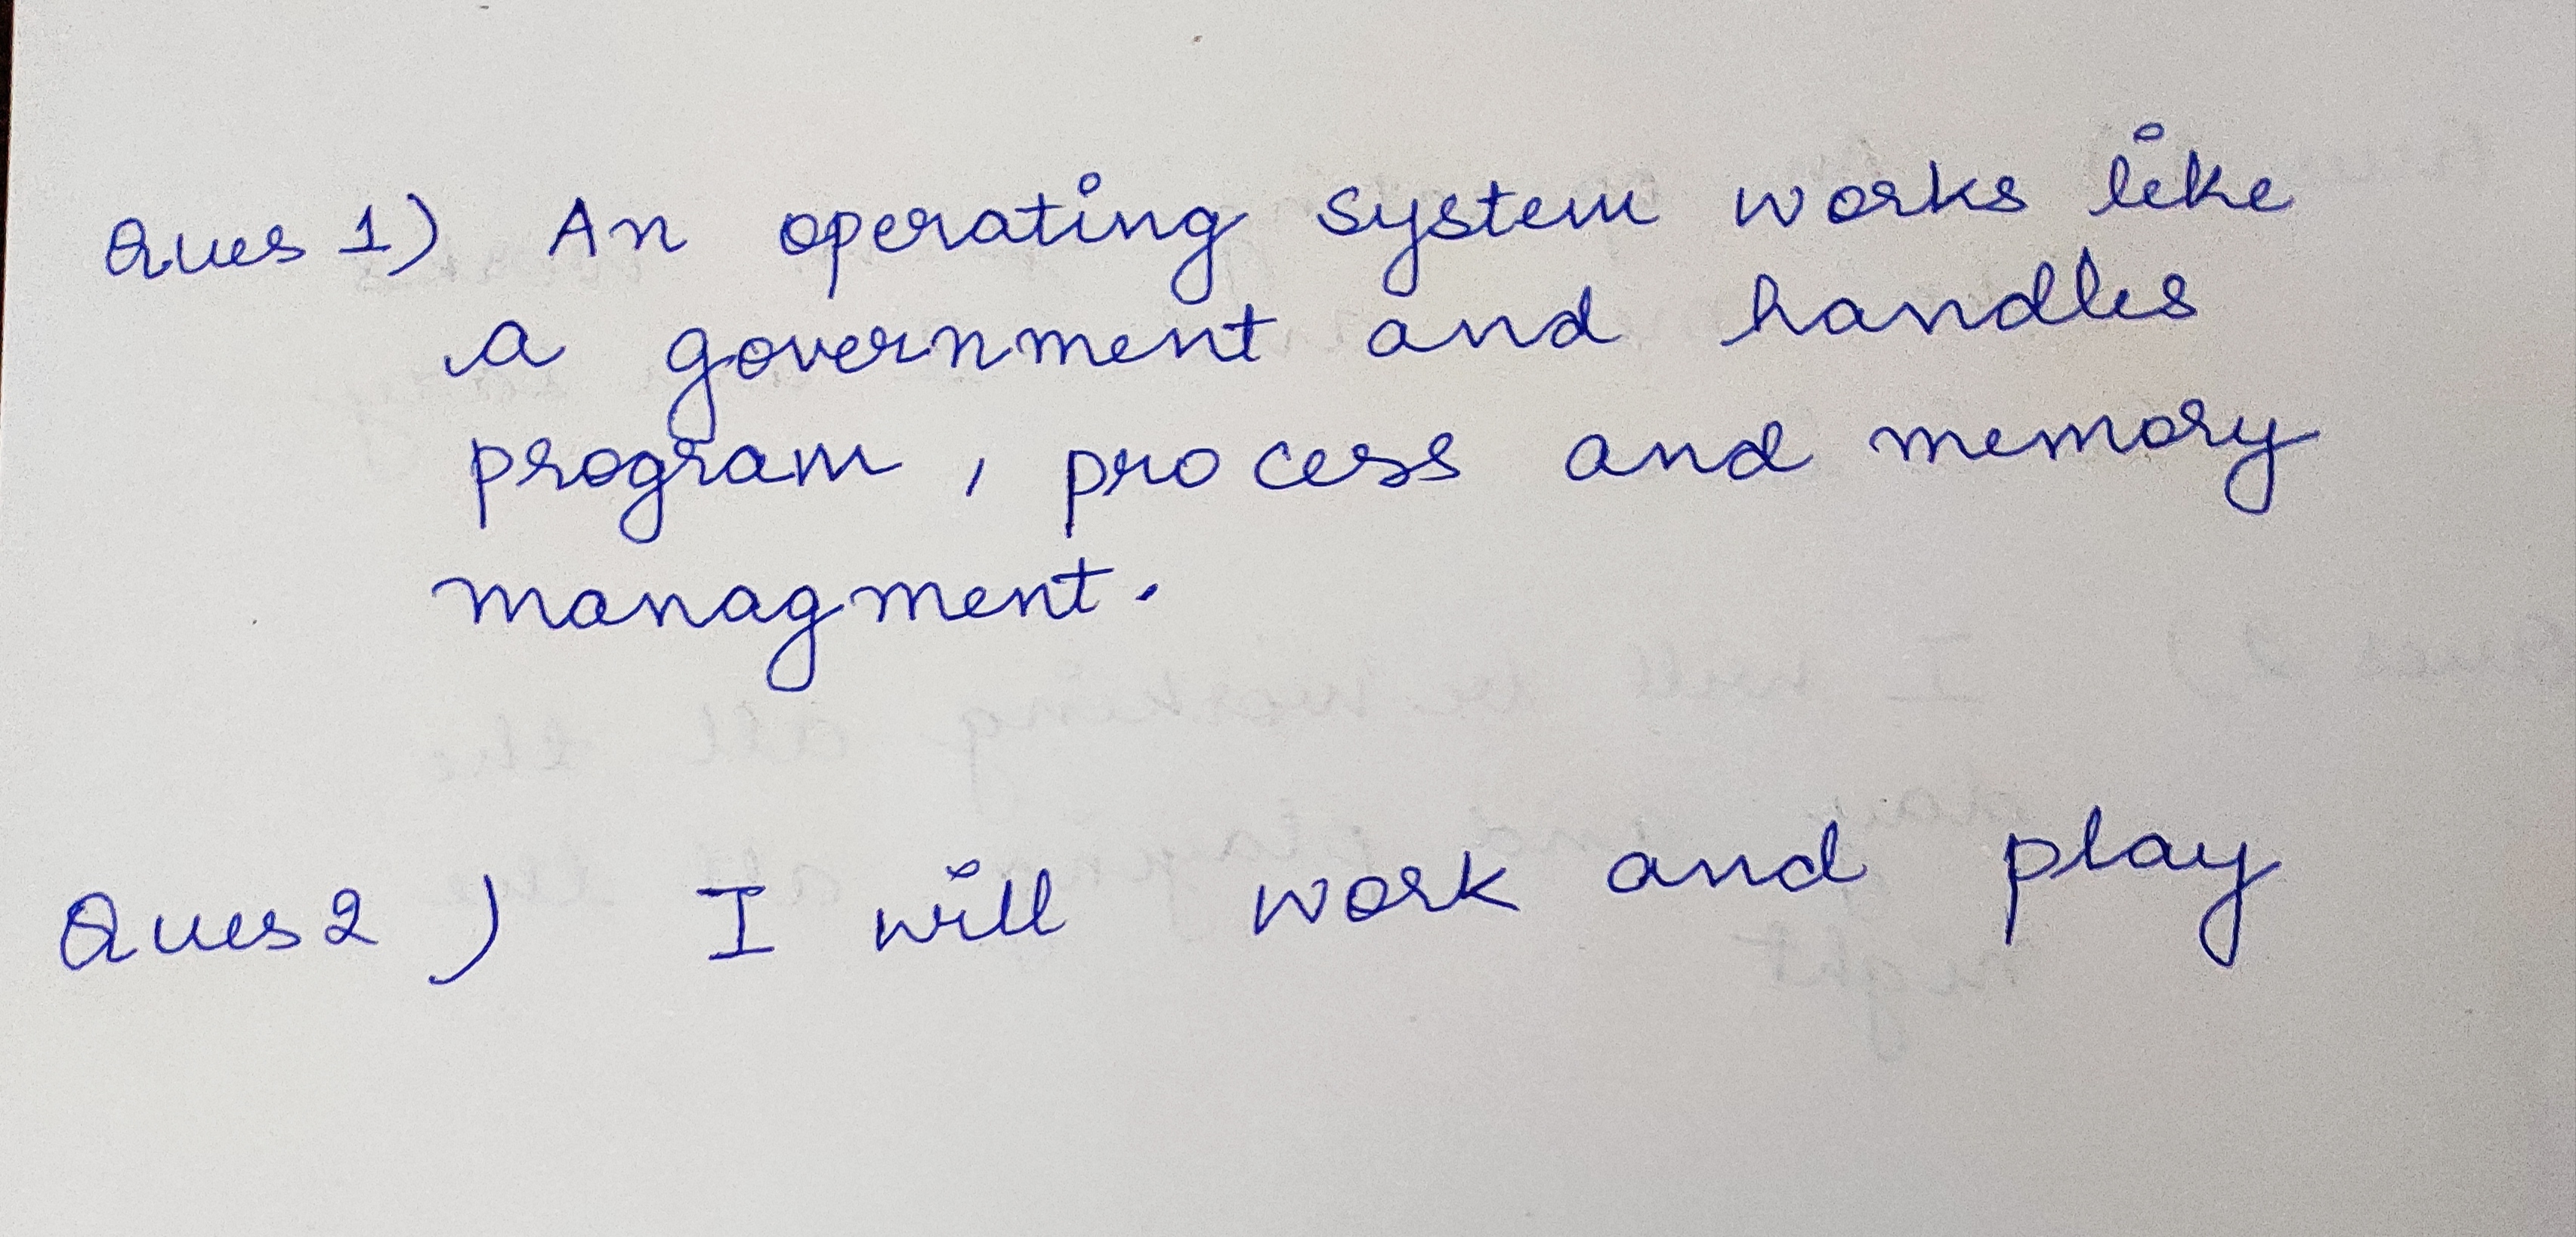 Ques 1) An operating system works like
a government and handles
program, process and memory
managment.
Ques 2) I will work and play